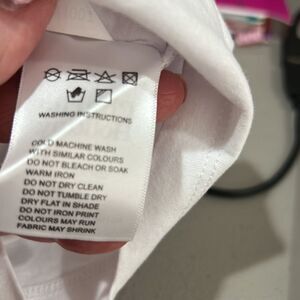 WASHING INSTRUCTIONS
COLD MACHINE WASH
WITH SIMILAR COLOURS
DO NOT BLEACH OR SOAK
WARM IRON
DO NOT DRY CLEAN
DO NOT TUMBLE DRY
DRY FLAT IN SHADE
DO NOT IRON PRINT
COLOURS MAY RUN
FABRIC MAY SHRINK